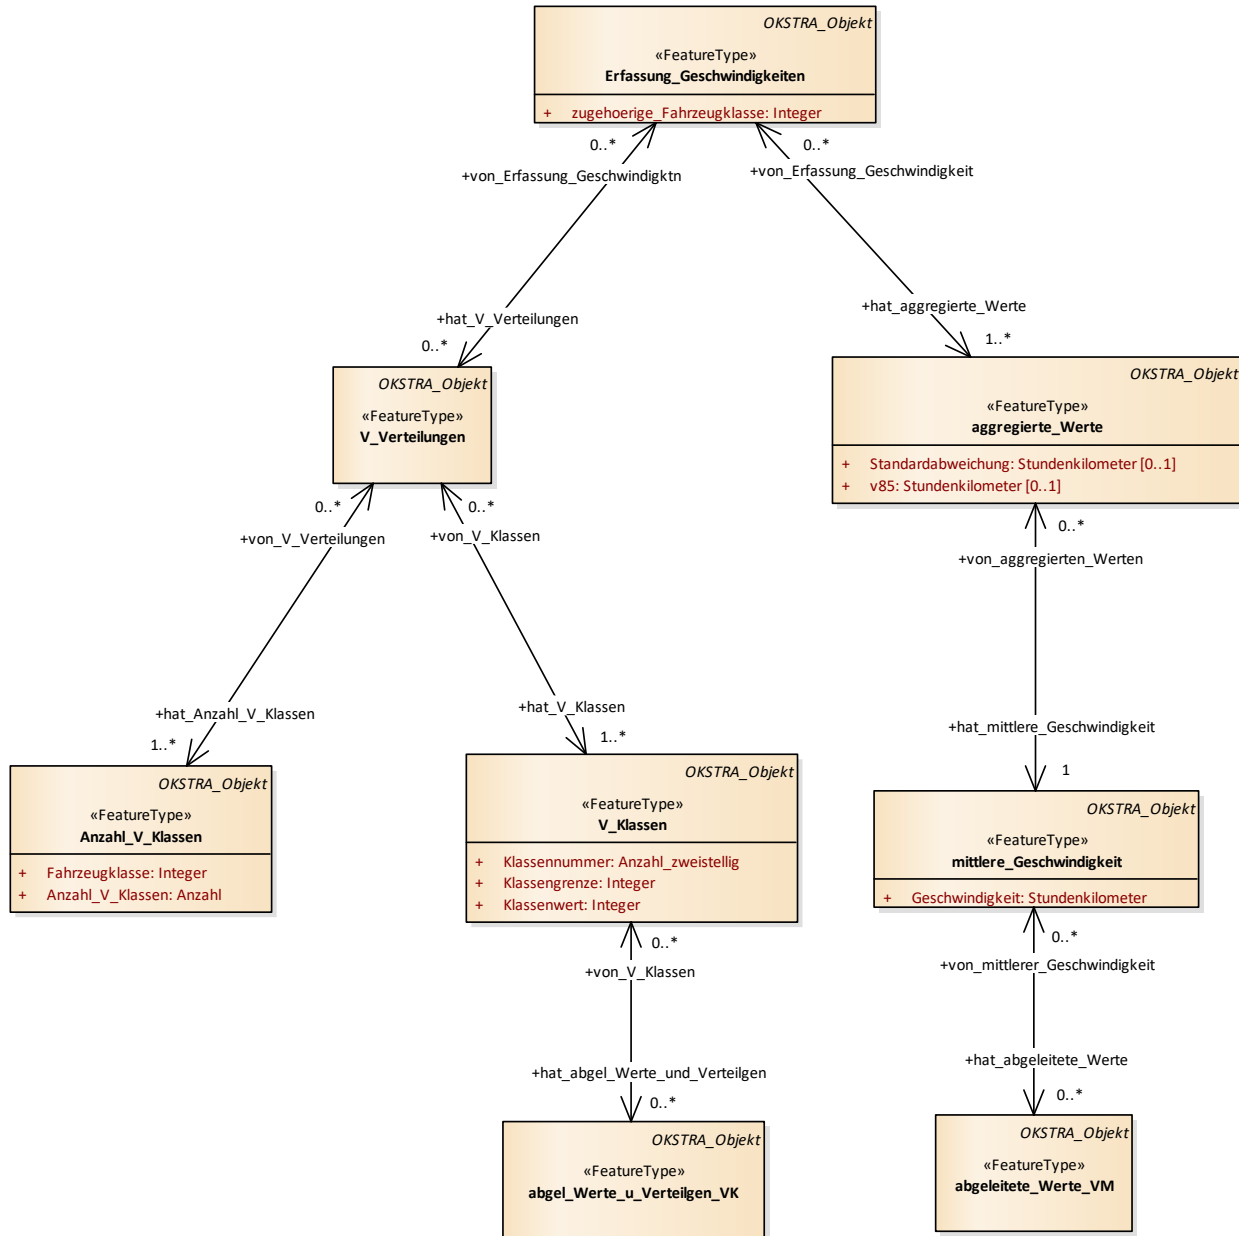 OKSTRA_Objekt
«FeatureType»
Erfassung_Geschwindigkeiten
+ zugehoerige_Fahrzeugklasse: Integer
0..*
0..*
+von_Erfassung_Geschwindigktn
+von_Erfassung_Geschwindigkeit
+hat_V_Verteilungen
+hat_aggregierte_Werte
0..*
1..*
OKSTRA_Objekt
«FeatureType»
V_Verteilungen
OKSTRA_Objekt
«FeatureType»
aggregierte_Werte
+ Standardabweichung: Stundenkilometer [0..1]
+ v85: Stundenkilometer [0..1]
0..*
0..*
0..*
+von_V_Verteilungen
+von_V_Klassen
+von_aggregierten_Werten
+hat_Anzahl_V_Klassen
+hat_V_Klassen
+hat_mittlere_Geschwindigkeit
1..*
1..*
1
OKSTRA_Objekt
«FeatureType»
Anzahl_V_Klassen
+ Fahrzeugklasse: Integer
+ Anzahl_V_Klassen: Anzahl
OKSTRA_Objekt
«FeatureType»
V_Klassen
+ Klassennummer: Anzahl_zweistellig
+ Klassengrenze: Integer
+ Klassenwert: Integer
OKSTRA_Objekt
«FeatureType»
mittlere_Geschwindigkeit
+ Geschwindigkeit: Stundenkilometer
0..*
0..*
+von_V_Klassen
+von_mittlerer_Geschwindigkeit
+hat_abgel_Werte_und_Verteilgen
+hat_abgeleitete_Werte
0..*
0..*
OKSTRA_Objekt
«FeatureType»
abgel_Werte_u_Verteilgen_VK
OKSTRA_Objekt
«FeatureType»
abgeleitete_Werte_VM